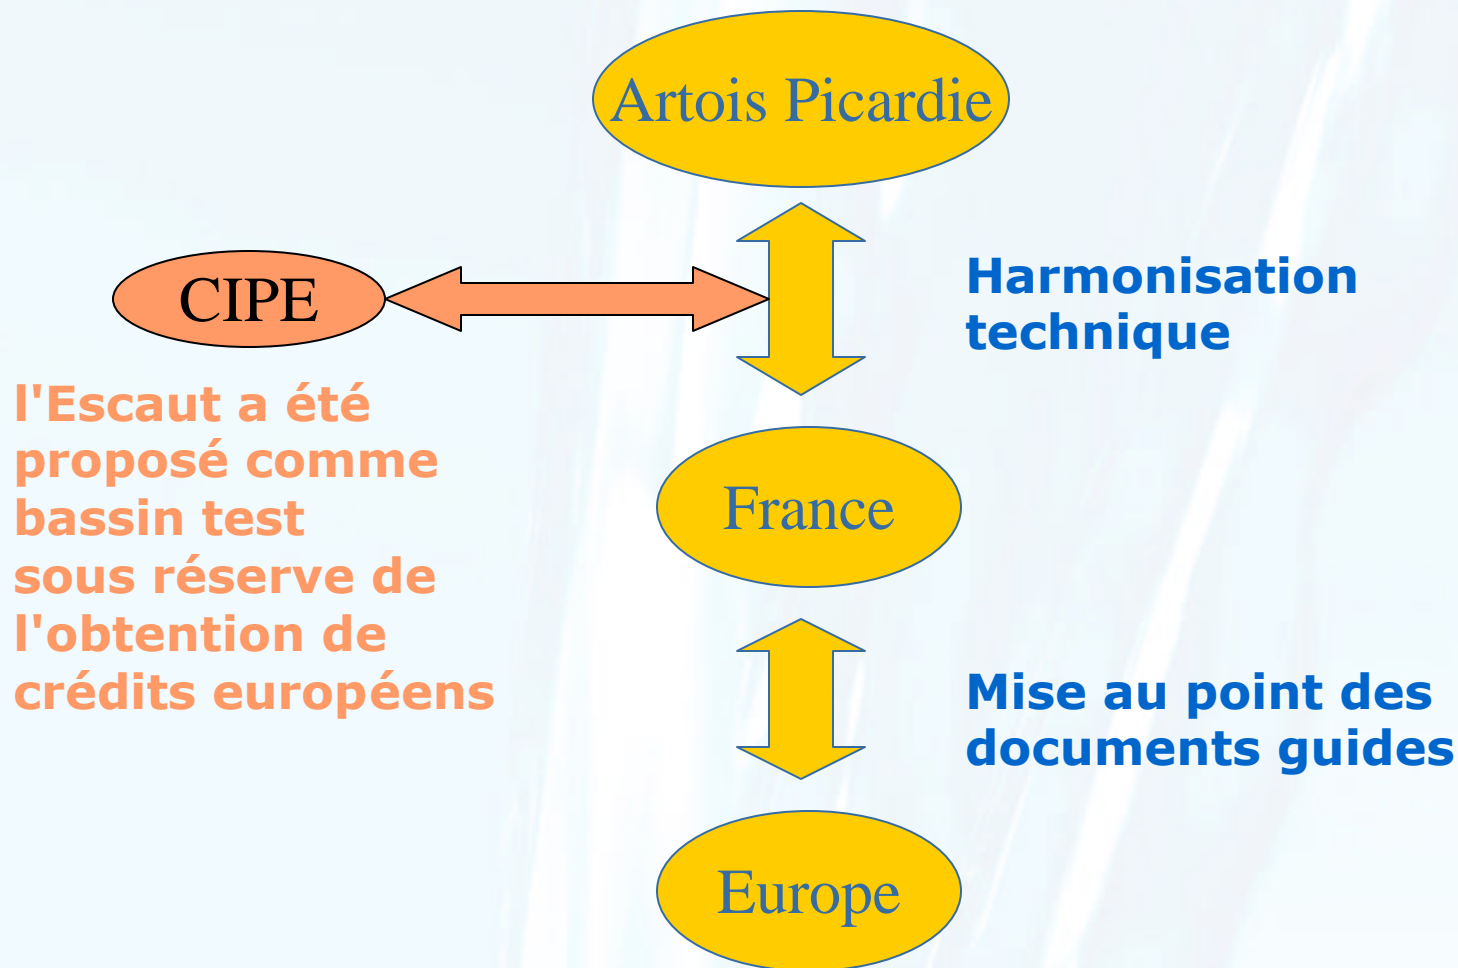 Artois Picardie
CIPE
Harmonisation
technique
l'Escaut a été
proposé comme
bassin test
sous réserve de
l'obtention de
crédits européens
France
Mise au point des
documents guides
Europe